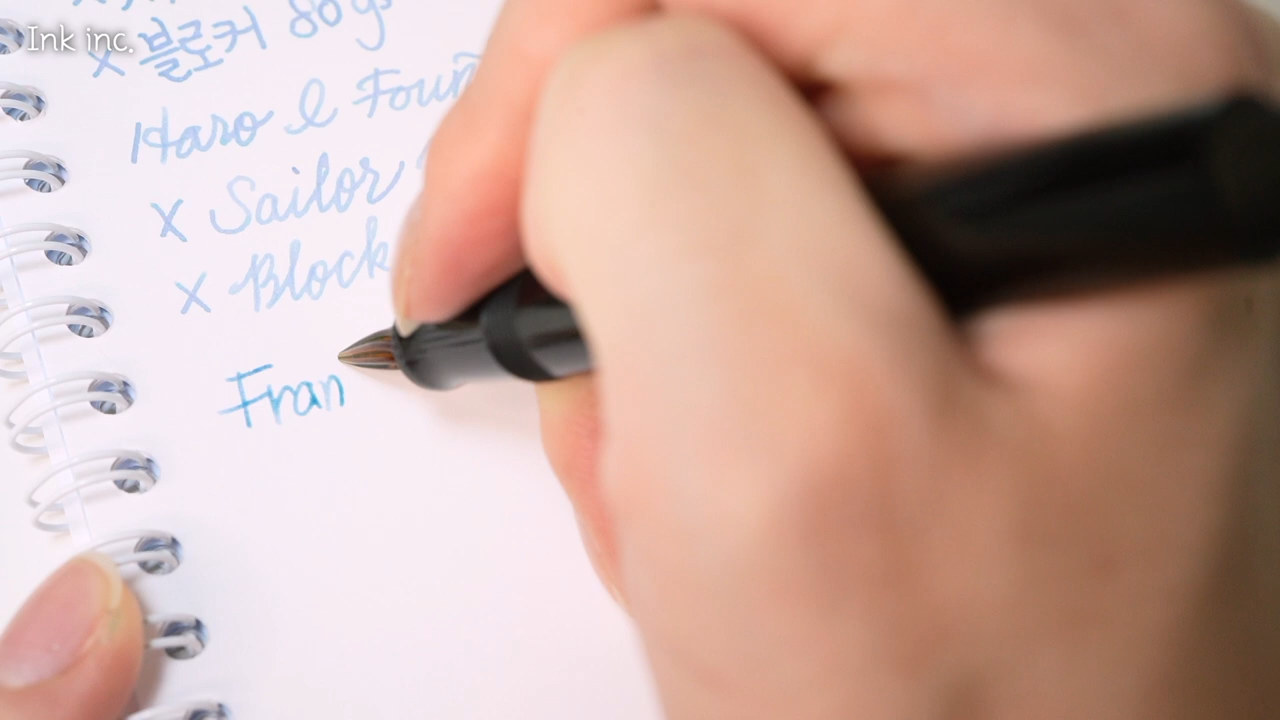 Ink inc.
x 블로커 80g
Haro & Foun
x Sailor
x Block
Fran